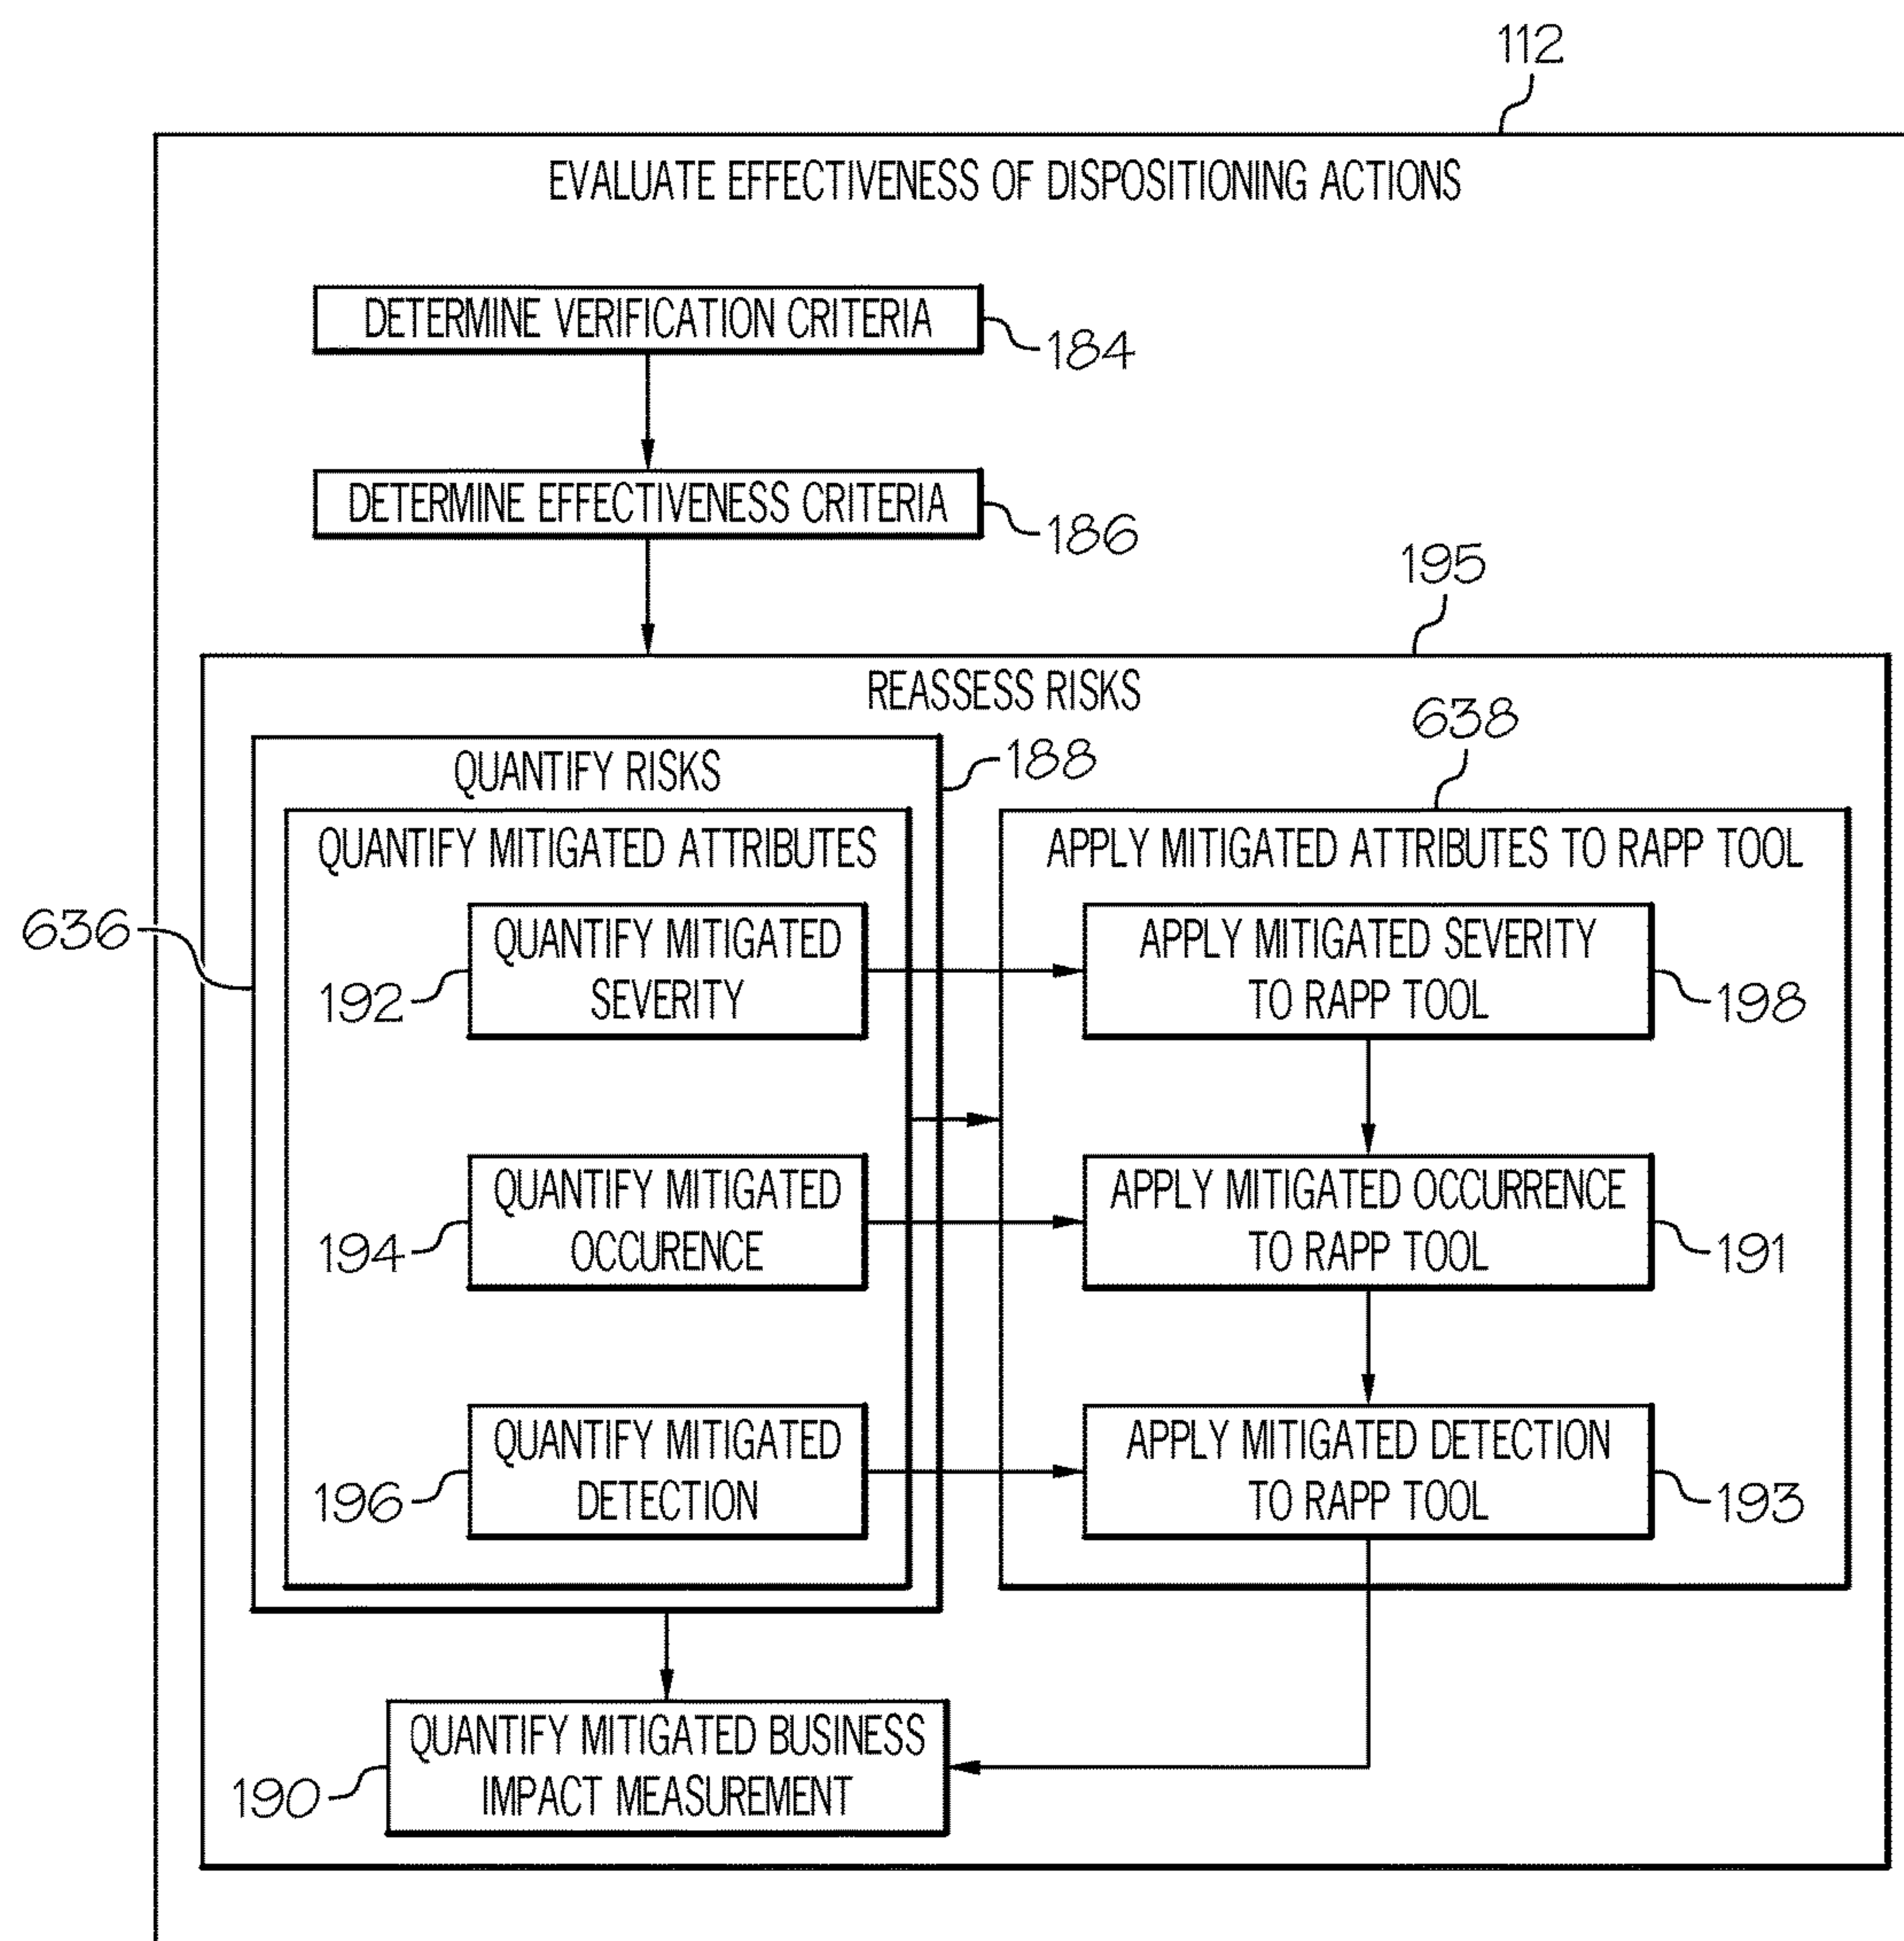 112
EVALUATE EFFECTIVENESS OF DISPOSITIONING ACTIONS
DETERMINE VERIFICATION CRITERIA
184
DETERMINE EFFECTIVENESS CRITERIA
186
195
REASSESS RISKS
638
QUANTIFY RISKS
188
QUANTIFY MITIGATED ATTRIBUTES
APPLY MITIGATED ATTRIBUTES TO RAPP TOOL
636
QUANTIFY MITIGATED
SEVERITY
192
APPLY MITIGATED SEVERITY
TO RAPP TOOL
198
QUANTIFY MITIGATED
OCCURENCE
194
APPLY MITIGATED OCCURRENCE
TO RAPP TOOL
191
QUANTIFY MITIGATED
DETECTION
196
APPLY MITIGATED DETECTION
TO RAPP TOOL
193
QUANTIFY MITIGATED BUSINESS
IMPACT MEASUREMENT
190